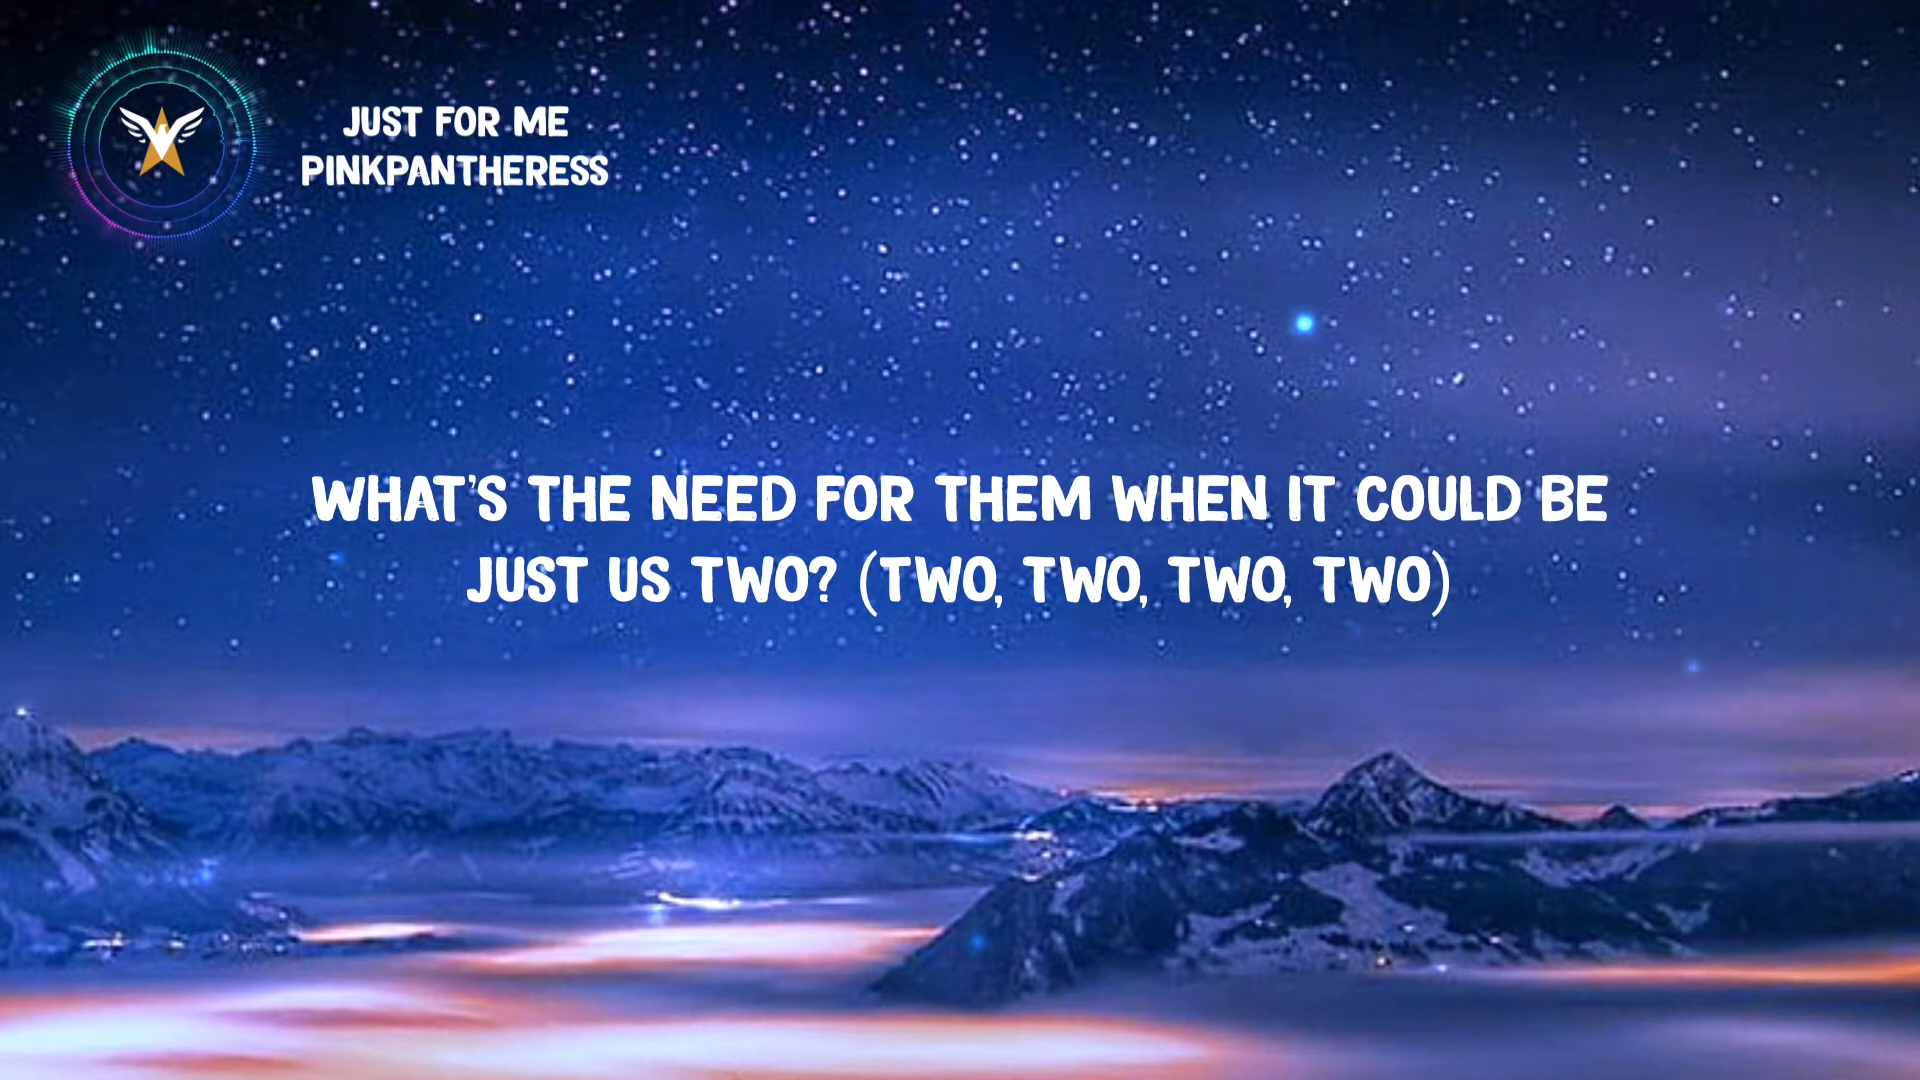 JUST FOR ME
PINKPANTHERESS
WHAT'S THE NEED FOR THEM WHEN IT COULD BE
JUST US TWO? (TWO, TWO, TWO, TWO)